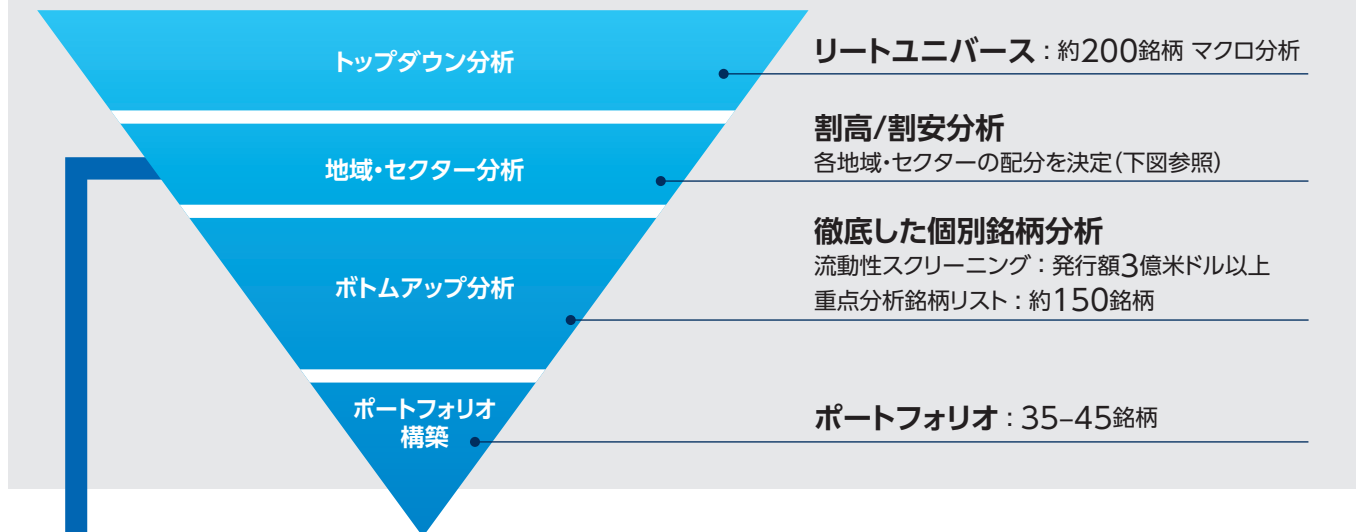 トップダウン分析
リートユニバース：約200銘柄 マクロ分析
地域・セクター分析
割高/割安分析
各地域・セクターの配分を決定（下図参照）
ボトムアップ分析
徹底した個別銘柄分析
流動性スクリーニング：発行額3億米ドル以上
重点分析銘柄リスト：約150銘柄
ポートフォリオ
構築
ポートフォリオ：35–45銘柄